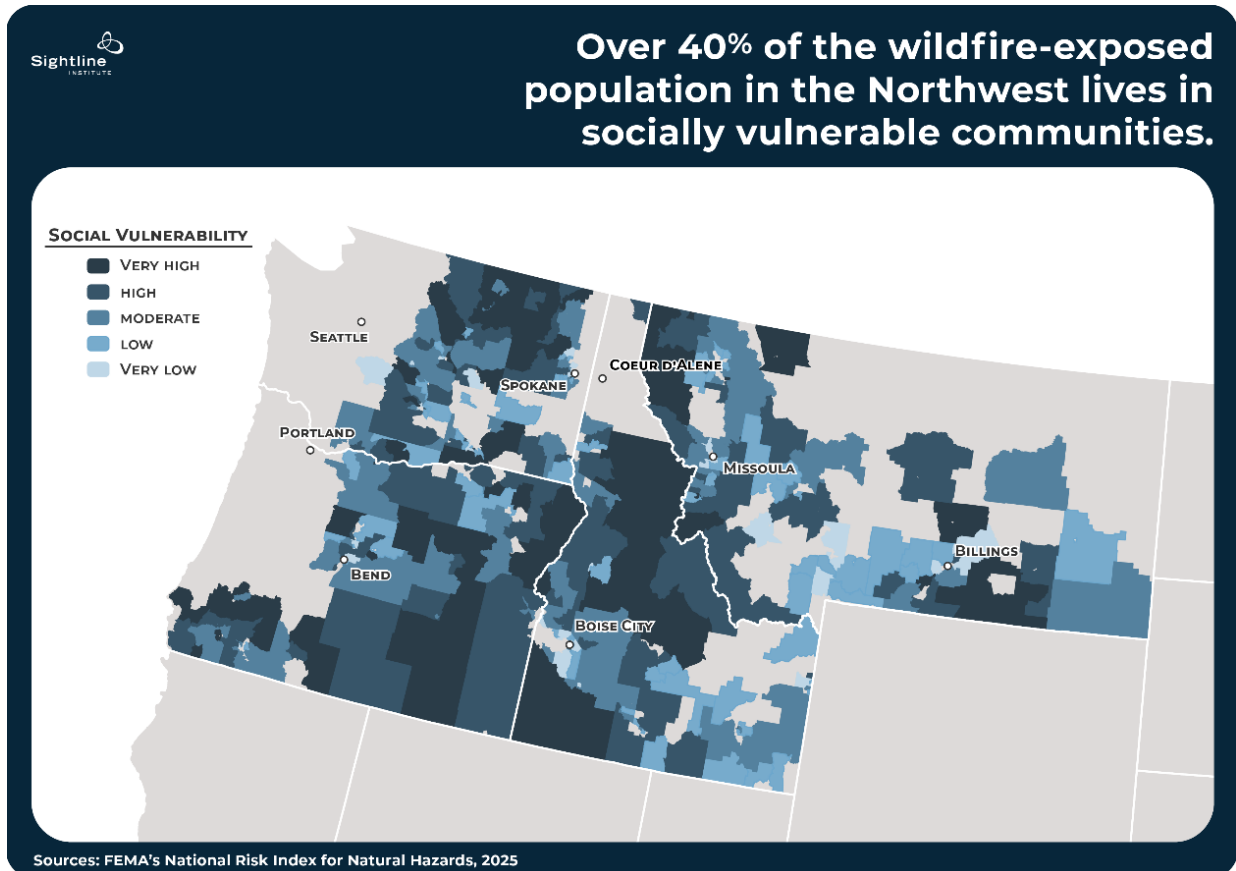 Sightline
INSTITUTE
Over 40% of the wildfire-exposed
population in the Northwest lives in
socially vulnerable communities.
SOCIAL VULNERABILITY
VERY HIGH
HIGH
MODERATE
LOW
VERY LOW
SEATTLE
SPOKANE
COEUR D'ALENE
PORTLAND
MISSOULA
BEND
BILLINGS
BOISE CITY
Sources: FEMA's National Risk Index for Natural Hazards, 2025